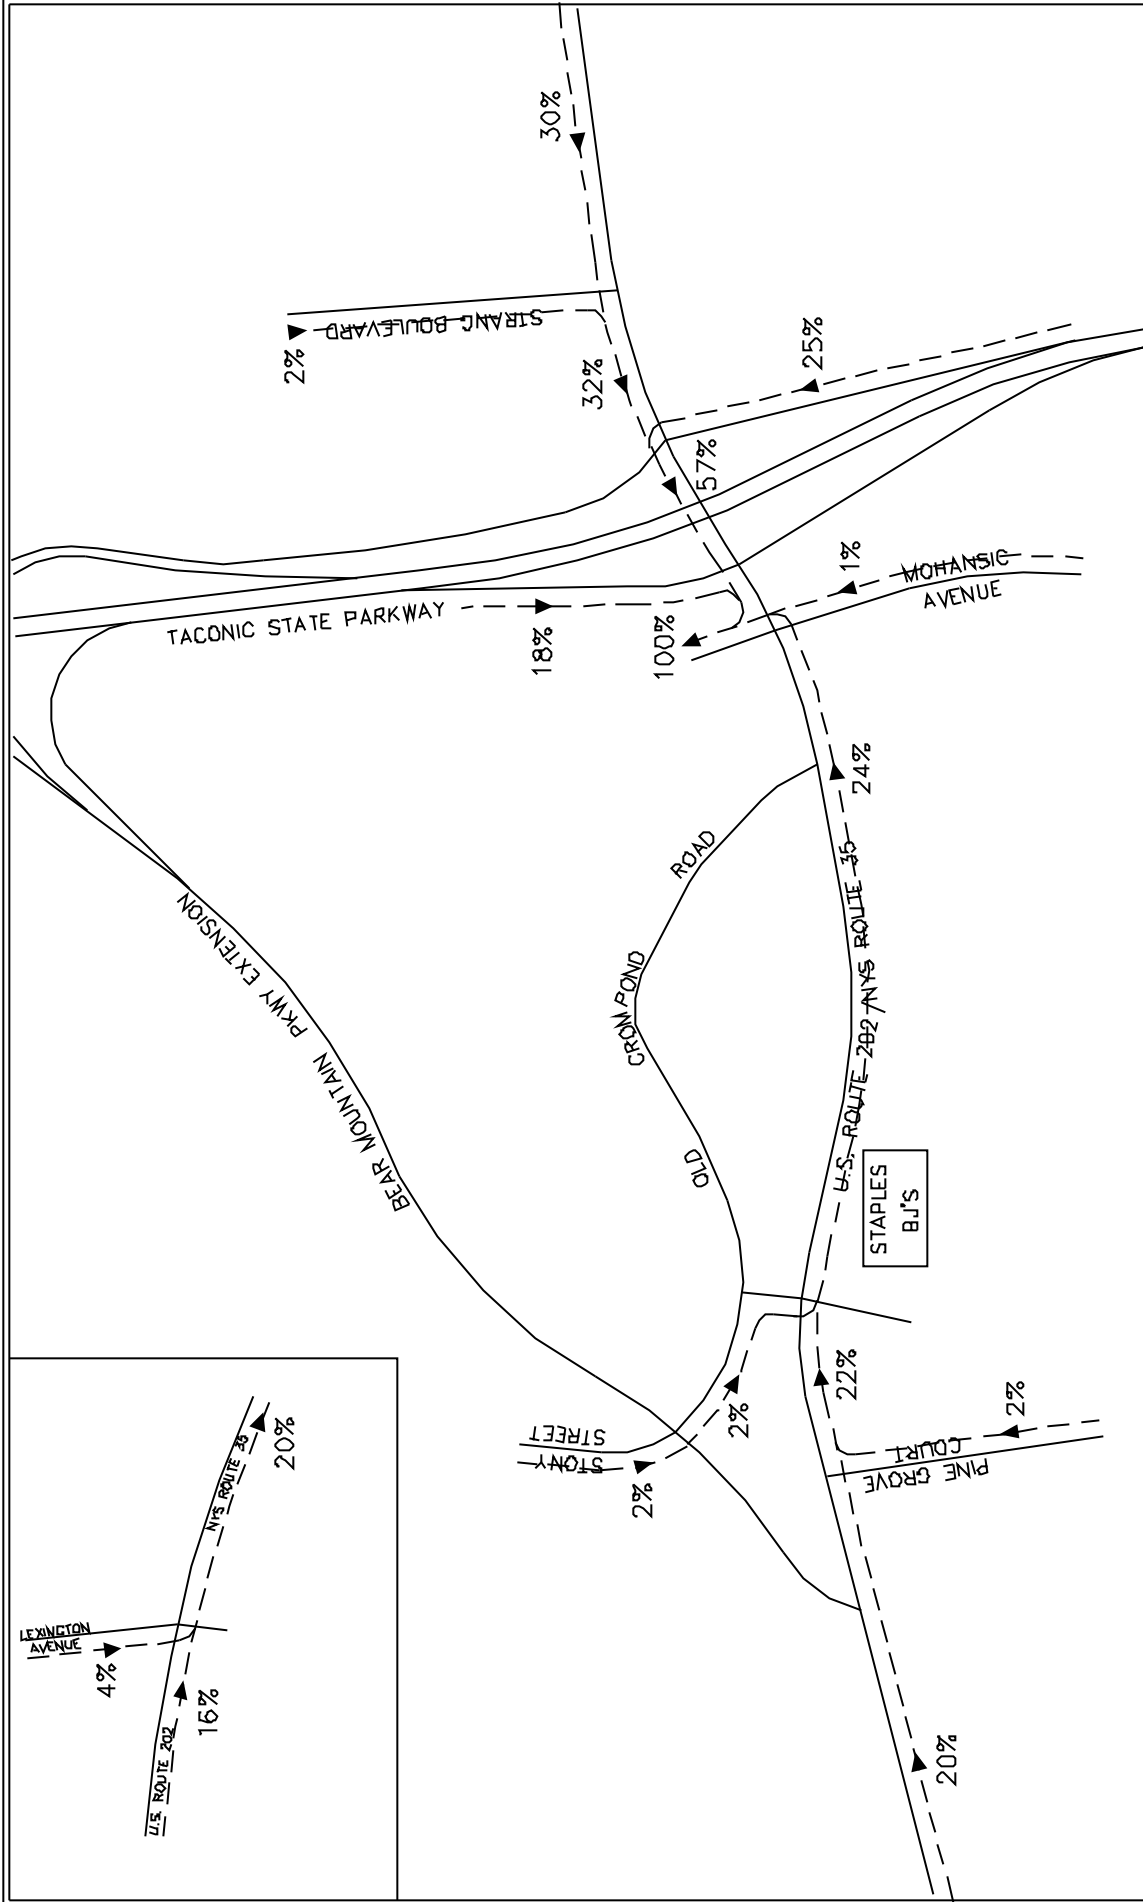 LEXINGTON
AVENUE
4%
U.S. ROUTE 202
16%
NYS ROUTE 35
20%
BEAR MOUNTAIN PKWY EXTENSION
TACONIC STATE PARKWAY
18%
2%
STRANG BOULEVARD
30%
32%
25%
57%
100%
1%
MOHANSIC
AVENUE
24%
OLD CROMPOND ROAD
U.S. ROUTE 202/NYS ROUTE 35
STAPLES
BJ'S
STONY
STREET
2%
2%
22%
2%
PINE GROVE
COURT
20%